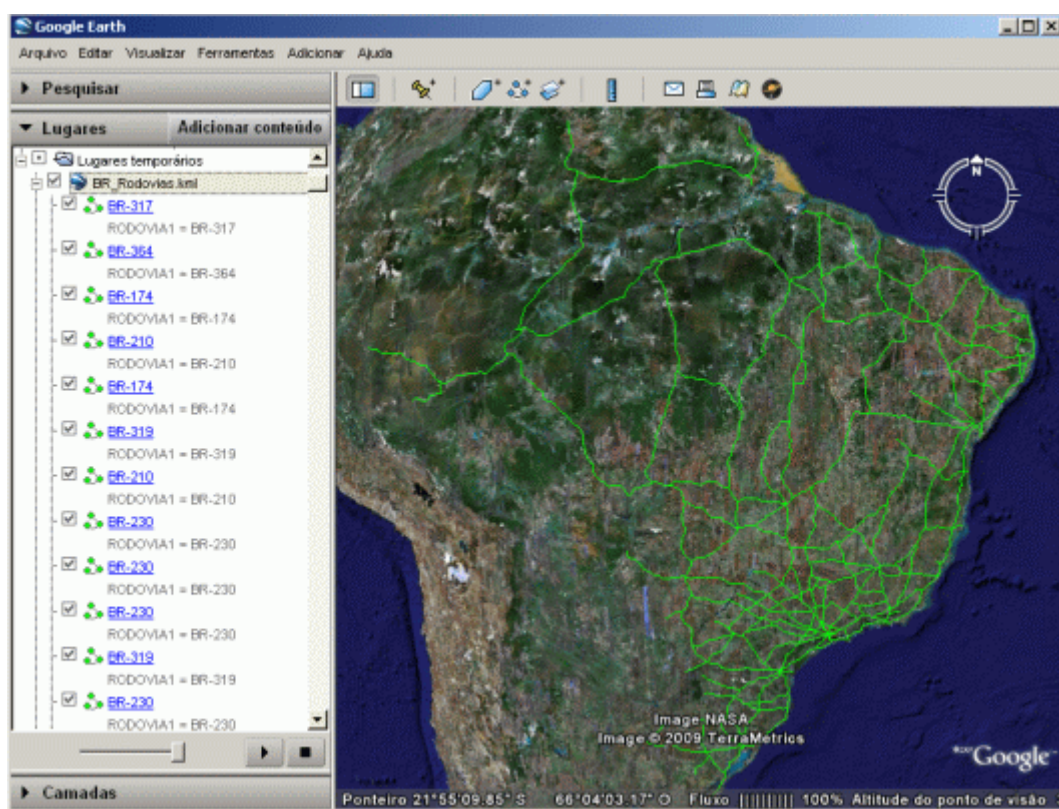 Google Earth
Arquivo Editar Visualizar Ferramentas Adicionar Ajuda
Pesquisar
Lugares Adicionar conteúdo
Lugares temporários
BR_Rodovias.kml
BR-317
RODOVIA1 = BR-317
BR-364
RODOVIA1 = BR-364
BR-174
RODOVIA1 = BR-174
BR-210
RODOVIA1 = BR-210
BR-174
RODOVIA1 = BR-174
BR-319
RODOVIA1 = BR-319
BR-210
RODOVIA1 = BR-210
BR-230
RODOVIA1 = BR-230
BR-230
RODOVIA1 = BR-230
BR-230
RODOVIA1 = BR-230
BR-319
RODOVIA1 = BR-319
BR-230
RODOVIA1 = BR-230
Camadas
N
Image NASA
Image © 2009 TerraMetrics
Google
Ponteiro 21°55'09.85" S 66°04'03.17" O Fluxo |||||||||| 100% Altitude do ponto de visão